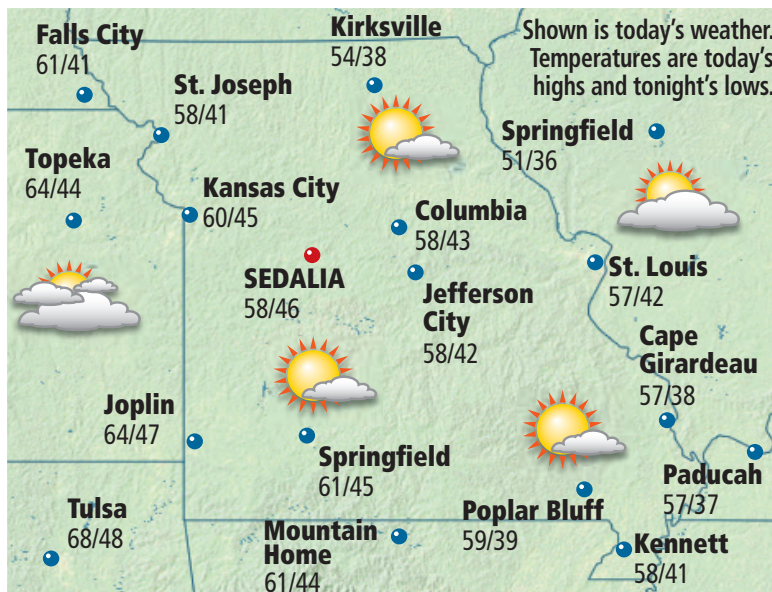 Falls City
61/41
Kirksville
54/38
Shown is today’s weather.
Temperatures are today’s
highs and tonight’s lows.
St. Joseph
58/41
Springfield
51/36
Topeka
64/44
Kansas City
60/45
Columbia
58/43
SEDALIA
58/46
Jefferson
City
58/42
St. Louis
57/42
Cape
Girardeau
57/38
Joplin
64/47
Springfield
61/45
Poplar Bluff
59/39
Paducah
57/37
Tulsa
68/48
Mountain
Home
61/44
Kennett
58/41